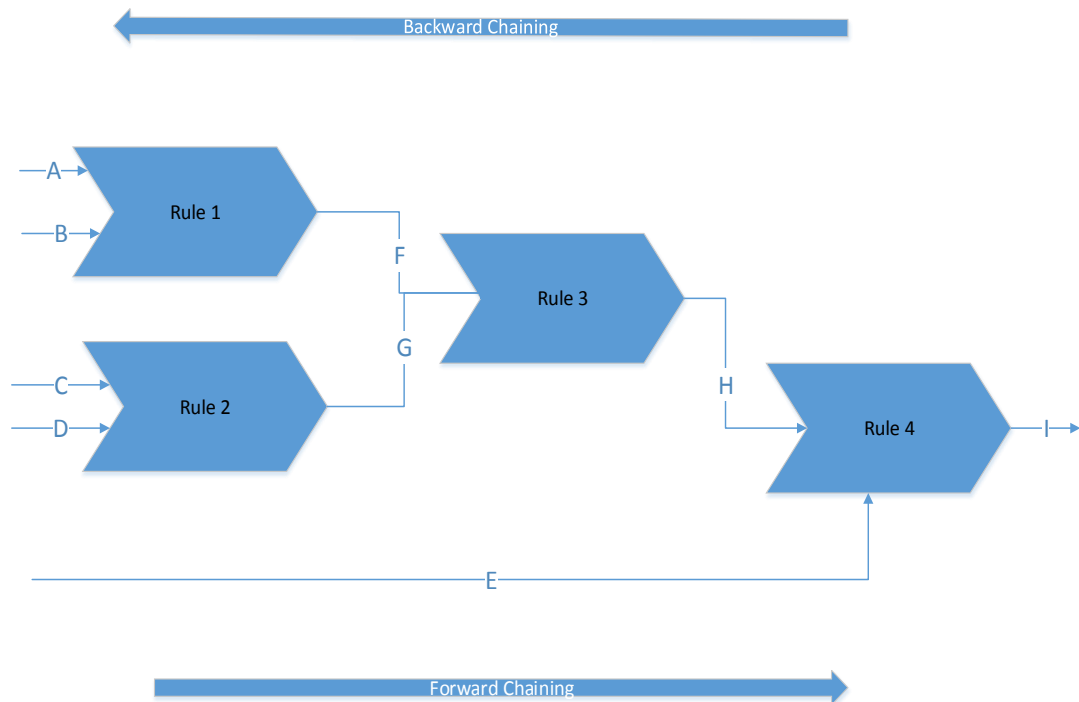 Backward Chaining
A
Rule 1
B
F
Rule 3
G
C
Rule 2
D
H
Rule 4
I
E
Forward Chaining